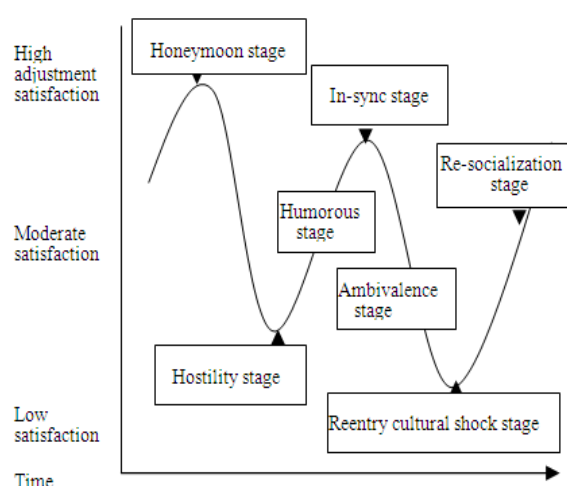 High
adjustment
satisfaction
Honeymoon stage
In-sync stage
Re-socialization
stage
Humorous
stage
Moderate
satisfaction
Ambivalence
stage
Hostility stage
Low
satisfaction
Reentry cultural shock stage
Time